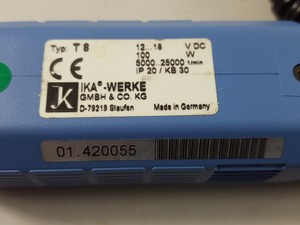 Typ: T 8
12...18 V DC
100 W
5000...25000 1/min
IP 20 / KB 30
CE
IKA®-WERKE
GMBH & CO. KG
D-79219 Staufen Made in Germany
01.420055